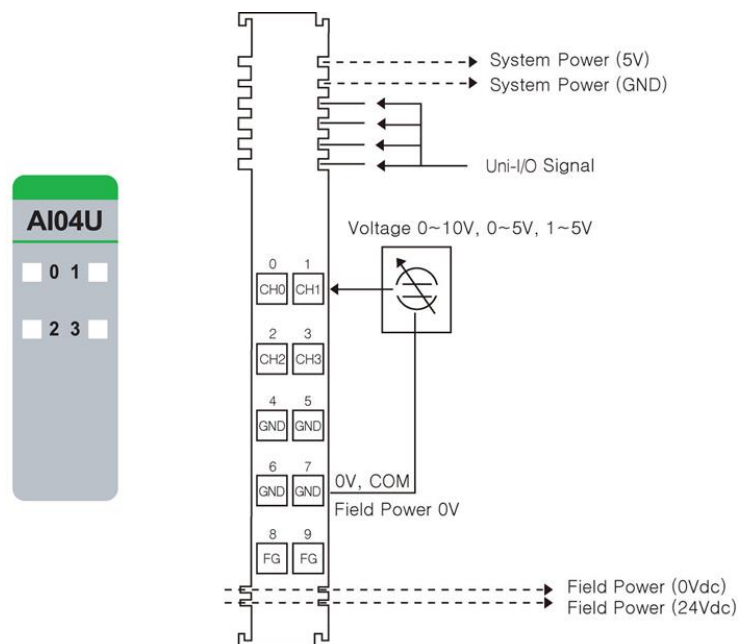 System Power (5V)
System Power (GND)
Uni-I/O Signal
AI04U
0 1
2 3
Voltage 0~10V, 0~5V, 1~5V
0 1
CH0 CH1
2 3
CH2 CH3
4 5
GND GND
6 7
GND GND
0V, COM
Field Power 0V
8 9
FG FG
Field Power (0Vdc)
Field Power (24Vdc)